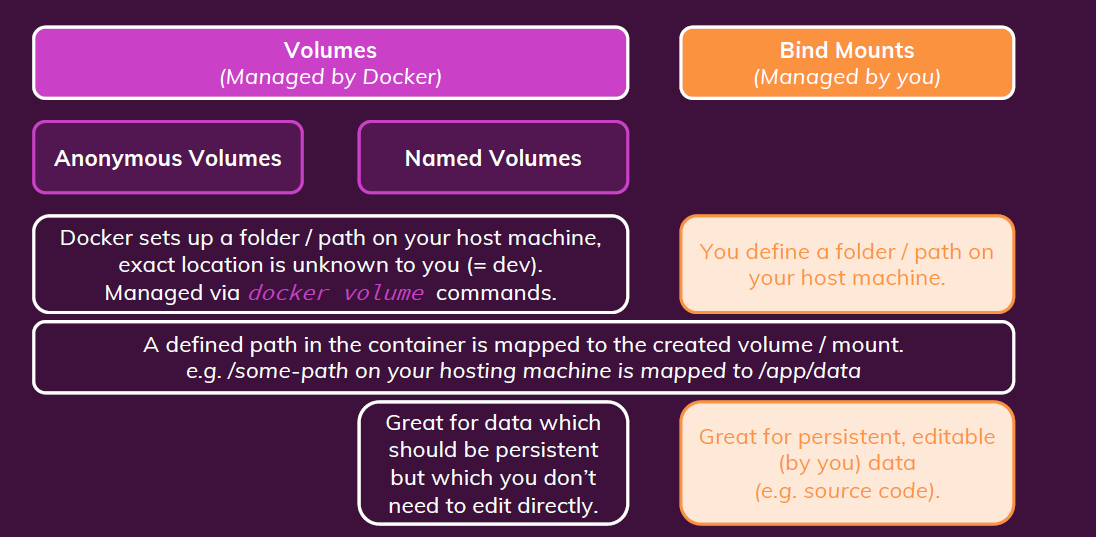 Volumes
(Managed by Docker)
Bind Mounts
(Managed by you)
Anonymous Volumes
Named Volumes
Docker sets up a folder / path on your host machine,
exact location is unknown to you (= dev).
Managed via docker volume commands.
You define a folder / path on
your host machine.
A defined path in the container is mapped to the created volume / mount.
e.g. /some-path on your hosting machine is mapped to /app/data
Great for data which
should be persistent
but which you don’t
need to edit directly.
Great for persistent, editable
(by you) data
(e.g. source code).